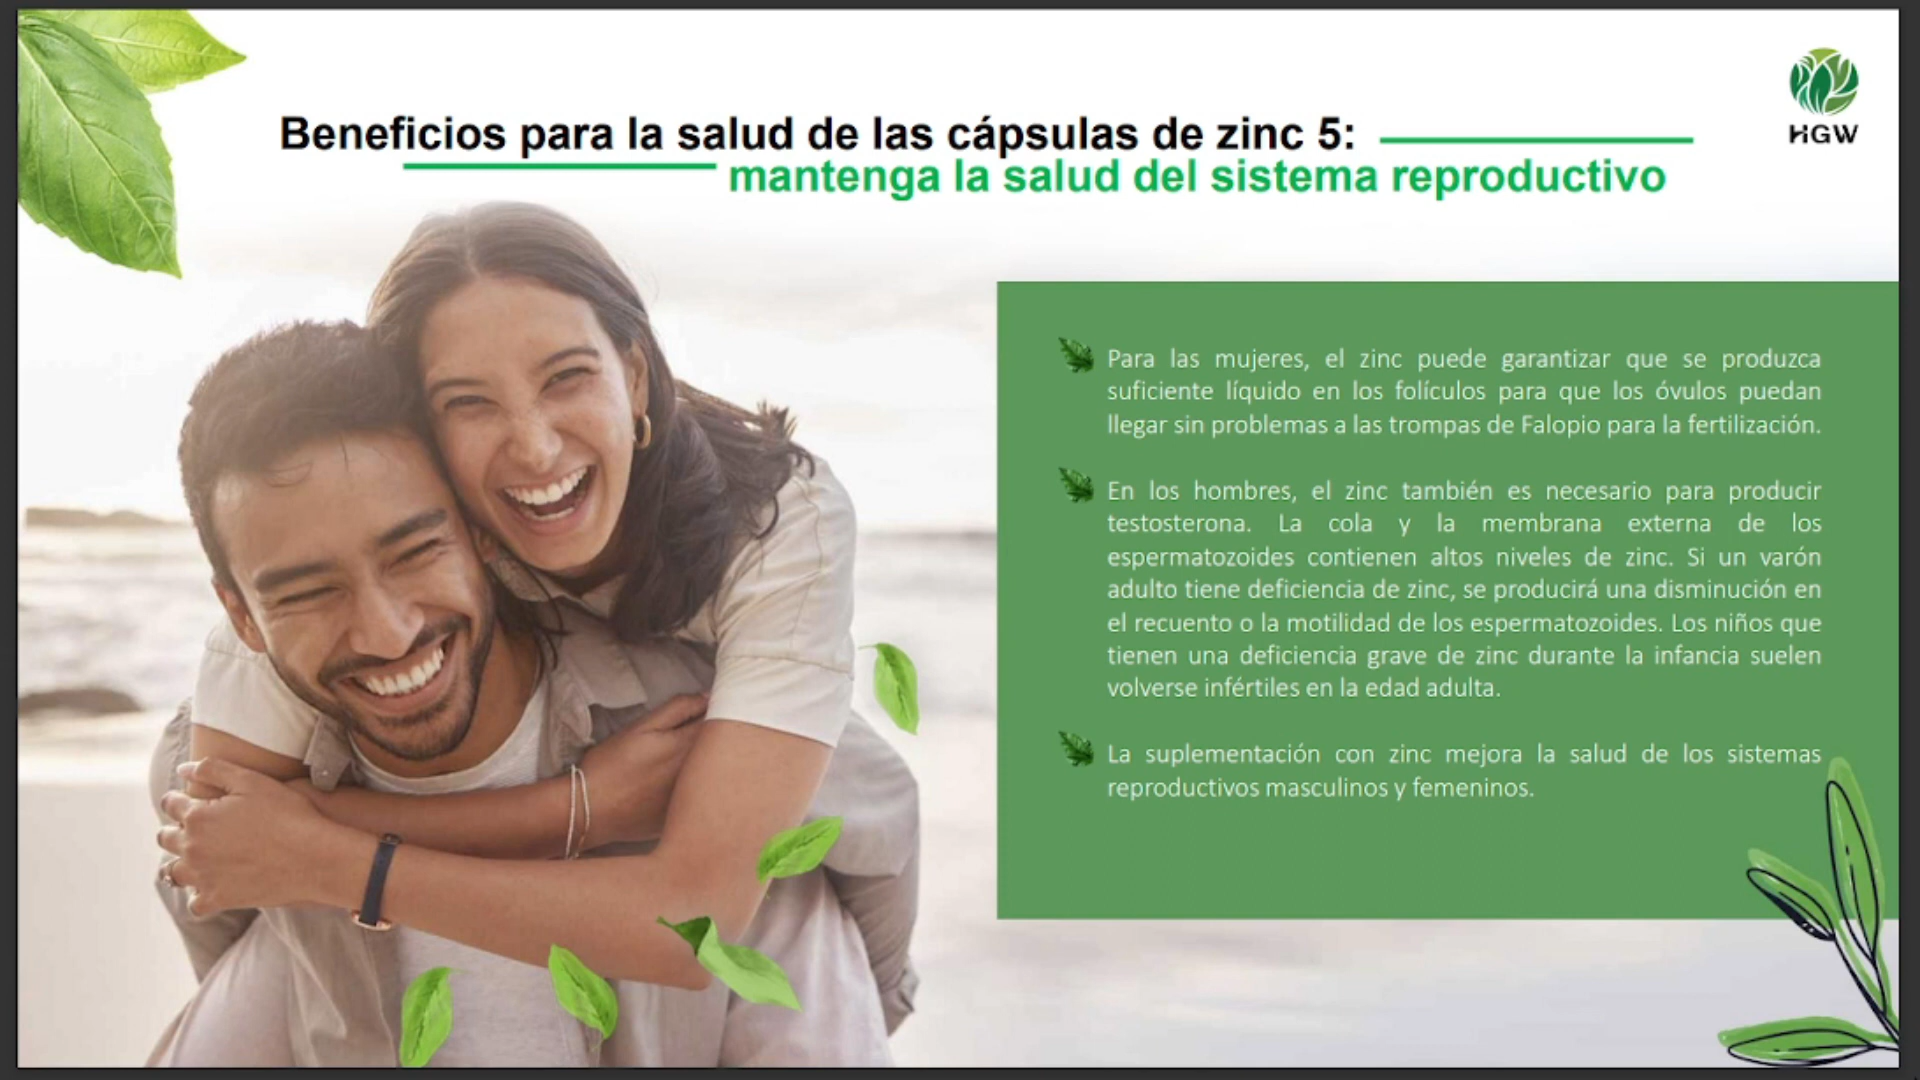 Beneficios para la salud de las cápsulas de zinc 5:
mantenga la salud del sistema reproductivo
HGW
Para las mujeres, el zinc puede garantizar que se produzca
suficiente líquido en los folículos para que los óvulos puedan
llegar sin problemas a las trompas de Falopio para la fertilización.
En los hombres, el zinc también es necesario para producir
testosterona. La cola y la membrana externa de los
espermatozoides contienen altos niveles de zinc. Si un varón
adulto tiene deficiencia de zinc, se producirá una disminución en
el recuento o la motilidad de los espermatozoides. Los niños que
tienen una deficiencia grave de zinc durante la infancia suelen
volverse infértiles en la edad adulta.
La suplementación con zinc mejora la salud de los sistemas
reproductivos masculinos y femeninos.